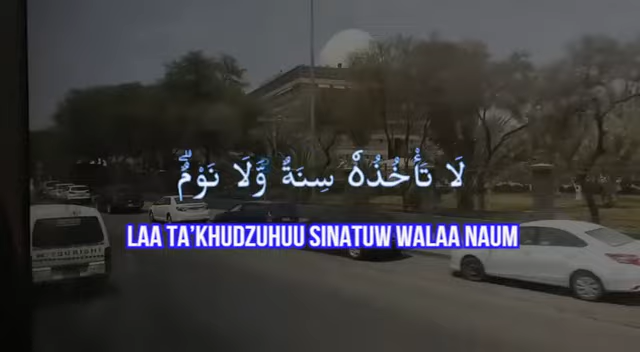 لَا تَأْخُذُهٗ سِنَةٌ وَّلَا نَوْمٌۗ
LAA TA'KHUDZUHUU SINATUW WALAA NAUM